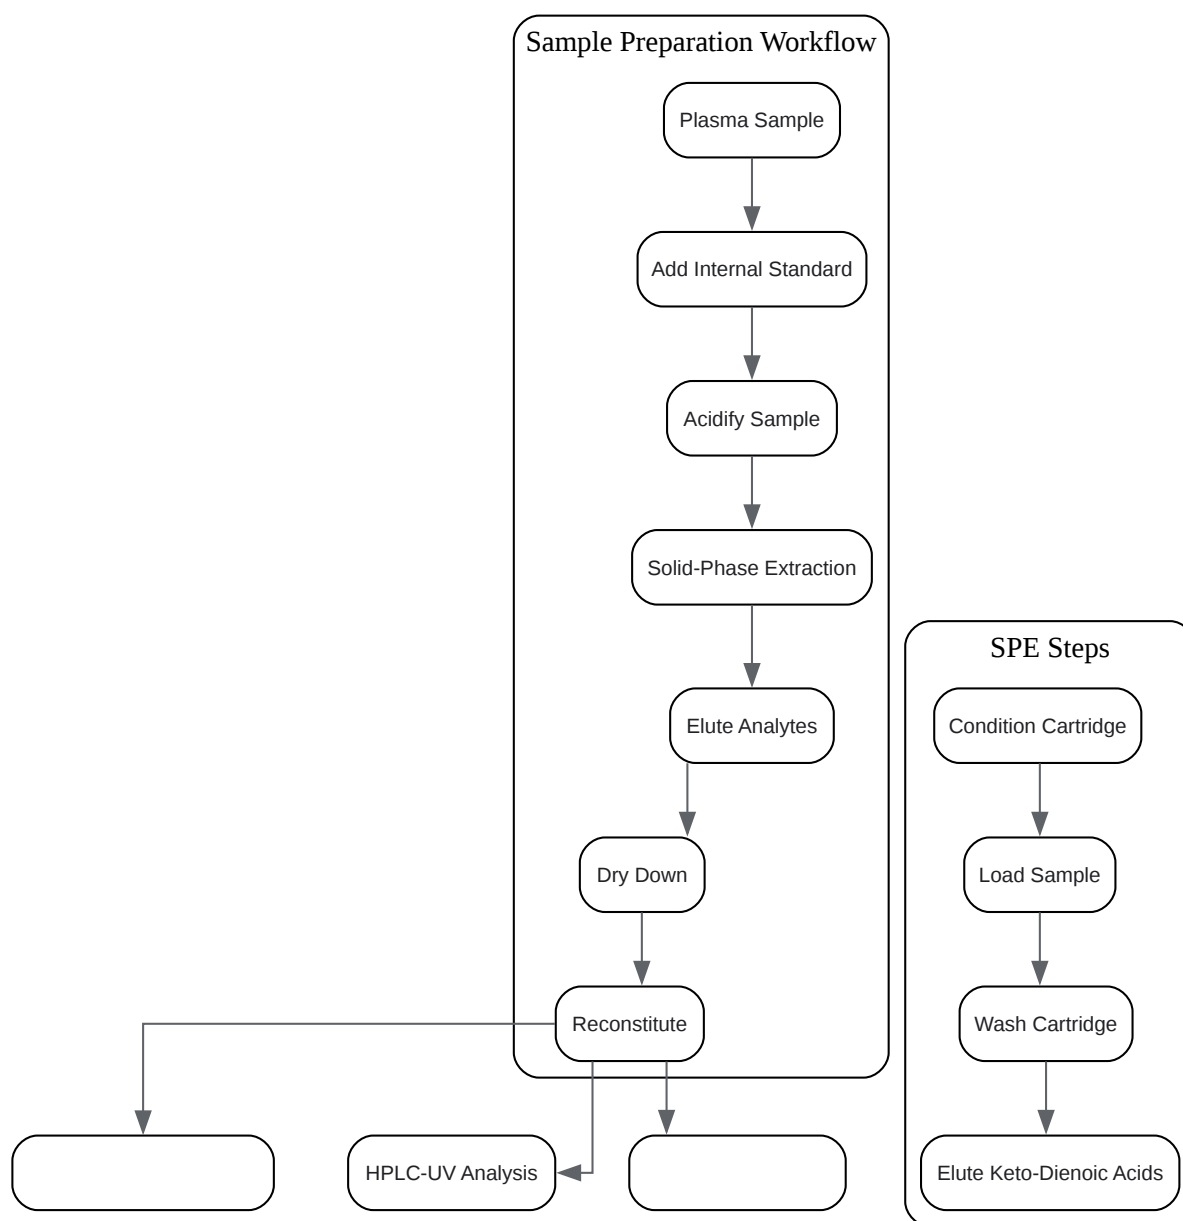 Sample Preparation Workflow
Plasma Sample
Add Internal Standard
Acidify Sample
Solid-Phase Extraction
Elute Analytes
Dry Down
Reconstitute
HPLC-UV Analysis
SPE Steps
Condition Cartridge
Load Sample
Wash Cartridge
Elute Keto-Dienoic Acids